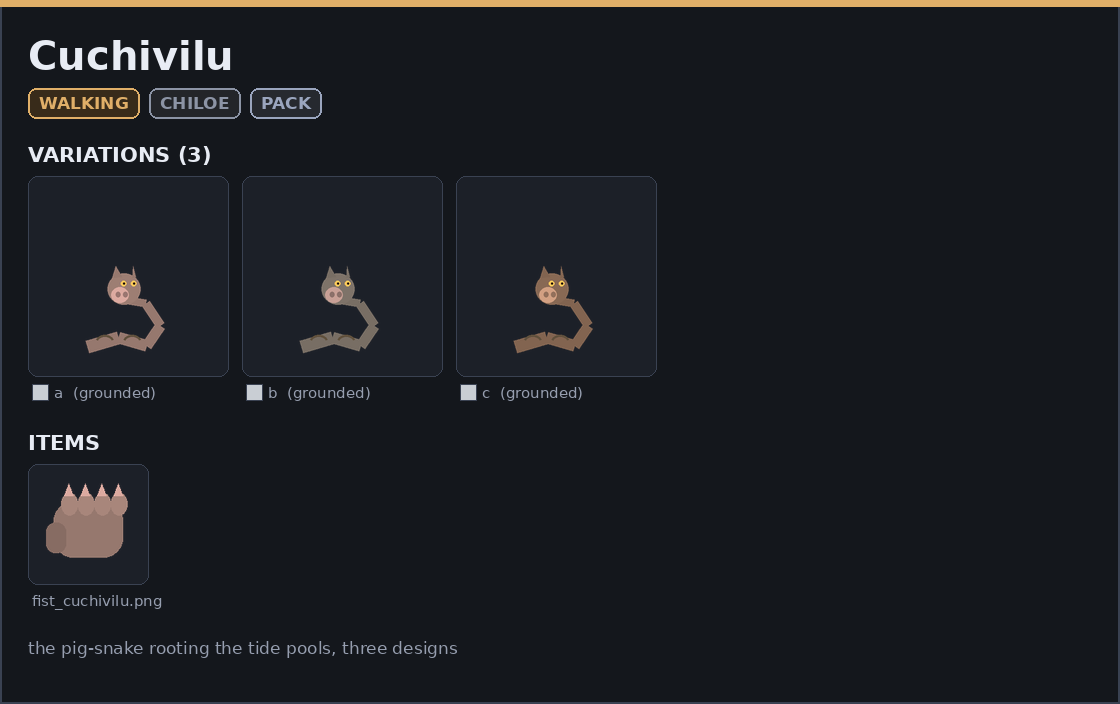 Cuchivilu
WALKING CHILOE PACK
VARIATIONS (3)
a (grounded) b (grounded) c (grounded)
ITEMS
fist_cuchivilu.png
the pig-snake rooting the tide pools, three designs